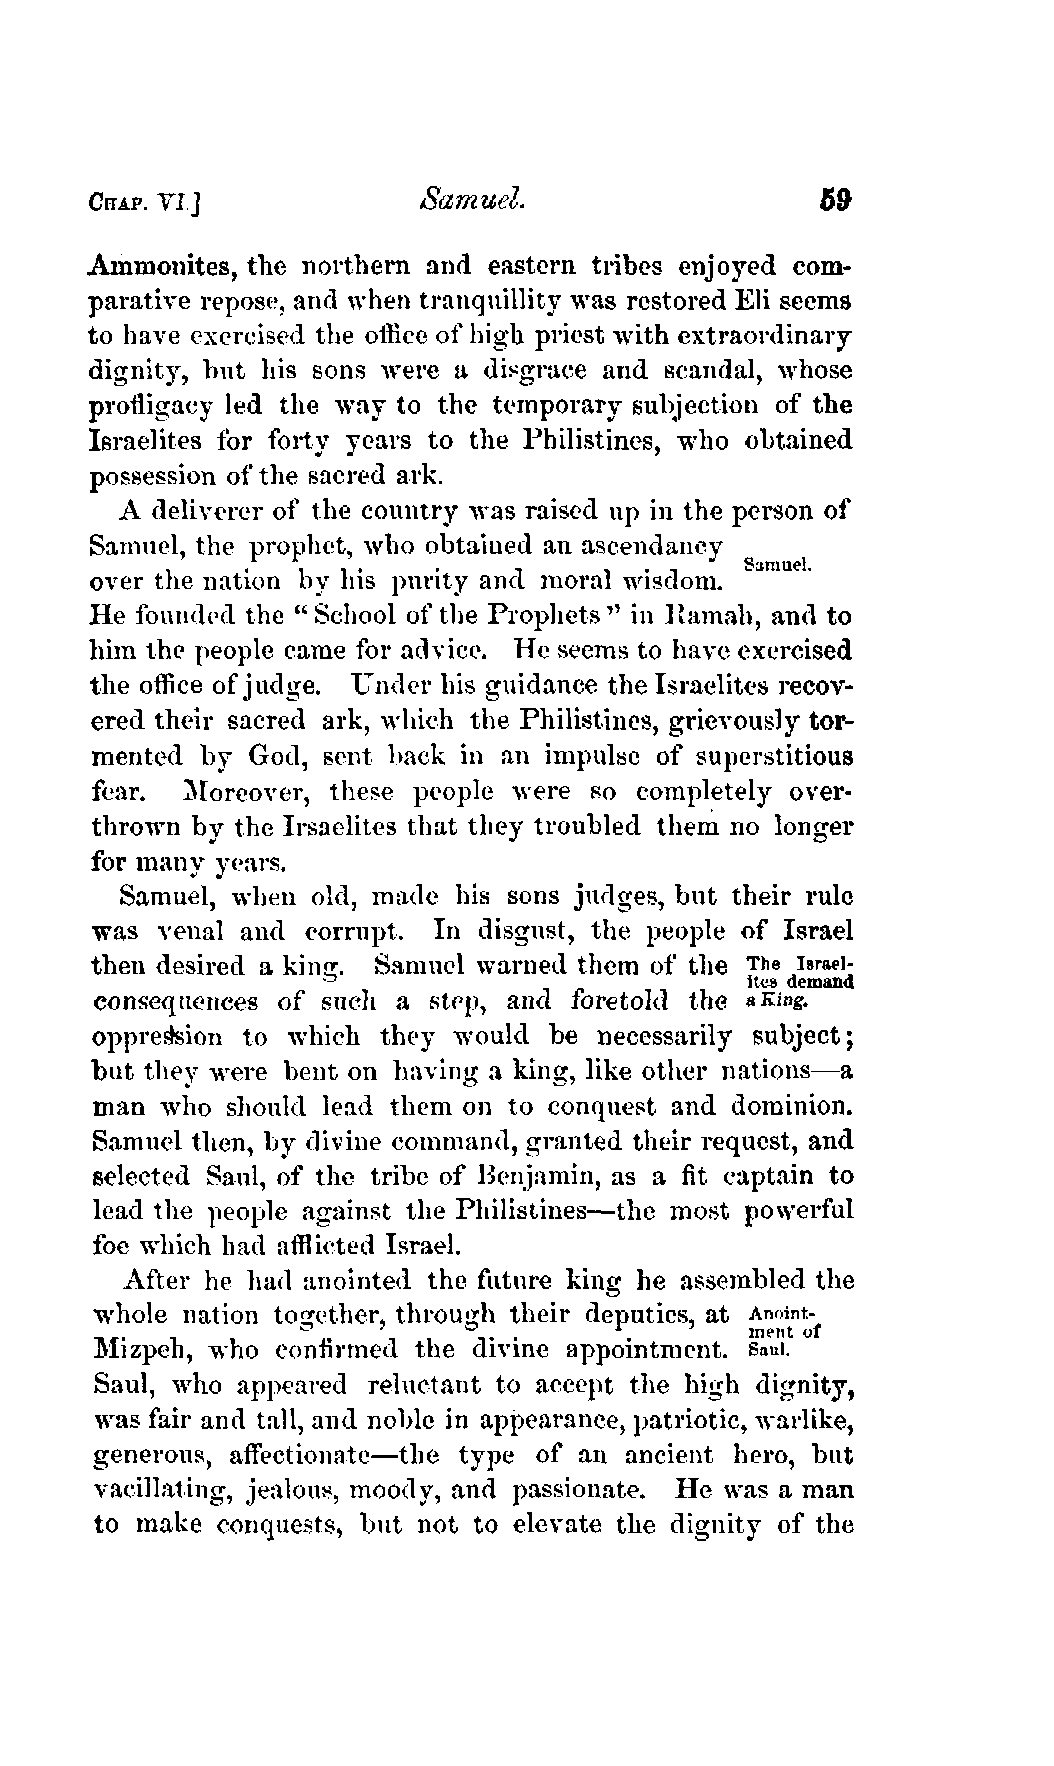 CHAP. VI.] Samuel. 59
Ammonites, the northern and eastern tribes enjoyed com-
parative repose, and when tranquillity was restored Eli seems
to have exercised the office of high priest with extraordinary
dignity, but his sons were a disgrace and scandal, whose
profligacy led the way to the temporary subjection of the
Israelites for forty years to the Philistines, who obtained
possession of the sacred ark.
A deliverer of the country was raised up in the person of
Samuel, the prophet, who obtained an ascendancy
Samuel.
over the nation by his purity and moral wisdom.
He founded the "School of the Prophets" in Ramah, and to
him the people came for advice. He seems to have exercised
the office of judge. Under his guidance the Israelites recov-
ered their sacred ark, which the Philistines, grievously tor-
mented by God, sent back in an impulse of superstitious
fear. Moreover, these people were so completely over-
thrown by the Irsaelites that they troubled them no longer
for many years.
Samuel, when old, made his sons judges, but their rule
was venal and corrupt. In disgust, the people of Israel
then desired a king. Samuel warned them of the
The Israel-
ites demand
a King.
consequences of such a step, and foretold the
oppression to which they would be necessarily subject;
but they were bent on having a king, like other nations—a
man who should lead them on to conquest and dominion.
Samuel then, by divine command, granted their request, and
selected Saul, of the tribe of Benjamin, as a fit captain to
lead the people against the Philistines—the most powerful
foe which had afflicted Israel.
After he had anointed the future king he assembled the
whole nation together, through their deputies, at
Anoint-
ment of
Saul.
Mizpeh, who confirmed the divine appointment.
Saul, who appeared reluctant to accept the high dignity,
was fair and tall, and noble in appearance, patriotic, warlike,
generous, affectionate—the type of an ancient hero, but
vacillating, jealous, moody, and passionate. He was a man
to make conquests, but not to elevate the dignity of the